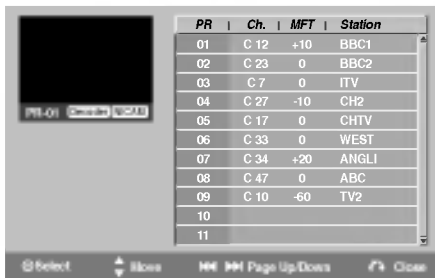 PR | Ch. | MFT | Station
01 C 12 +10 BBC1
02 C 23 0 BBC2
03 C 7 0 ITV
04 C 27 -10 CH2
05 C 17 0 CHTV
06 C 33 0 WEST
07 C 34 +20 ANGLI
08 C 47 0 ABC
09 C 10 -60 TV2
10
11
PR-01 Decoder NICAM
Select Move Page Up/Down Close